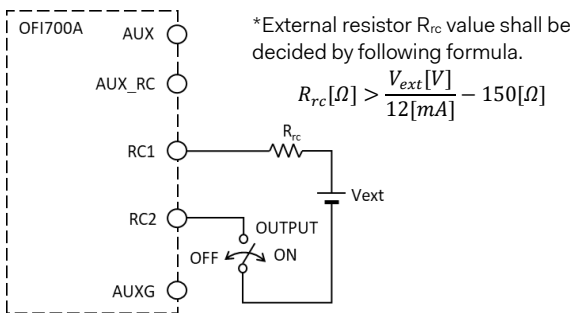 OFI700A
*External resistor Rrc value shall be
decided by following formula.
Rrc[Ω] > Vext[V] / 12[mA] − 150[Ω]
AUX
AUX_RC
RC1
Rrc
Vext
RC2
OUTPUT
OFF
ON
AUXG